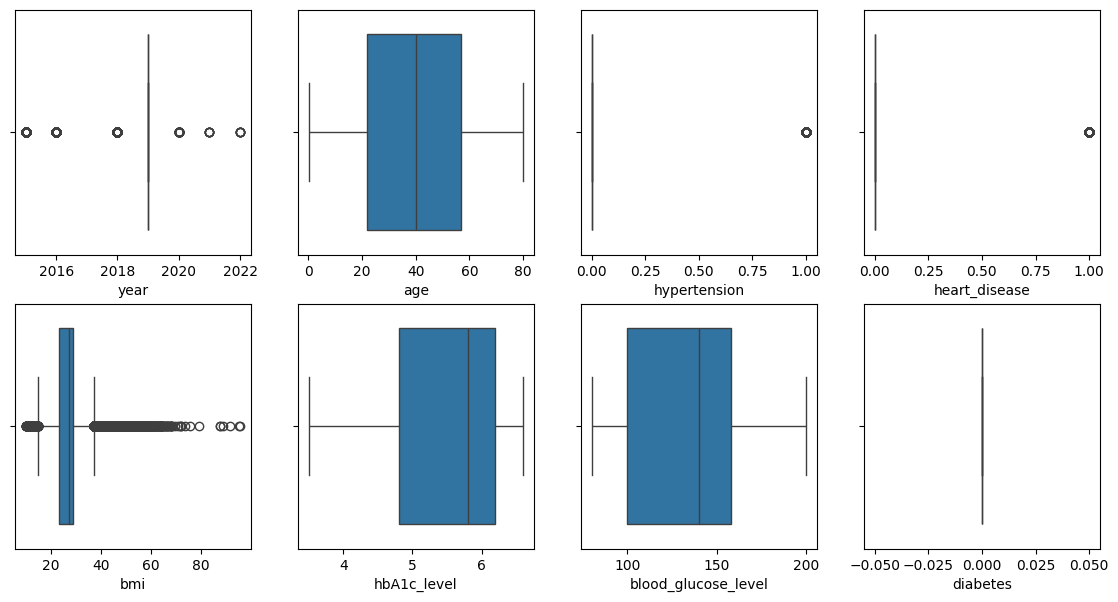 2016 2018 2020 2022
year
0 20 40 60 80
age
0.00 0.25 0.50 0.75 1.00
hypertension
0.00 0.25 0.50 0.75 1.00
heart_disease
20 40 60 80
bmi
4 5 6
hbA1c_level
100 150 200
blood_glucose_level
−0.050 −0.025 0.000 0.025 0.050
diabetes